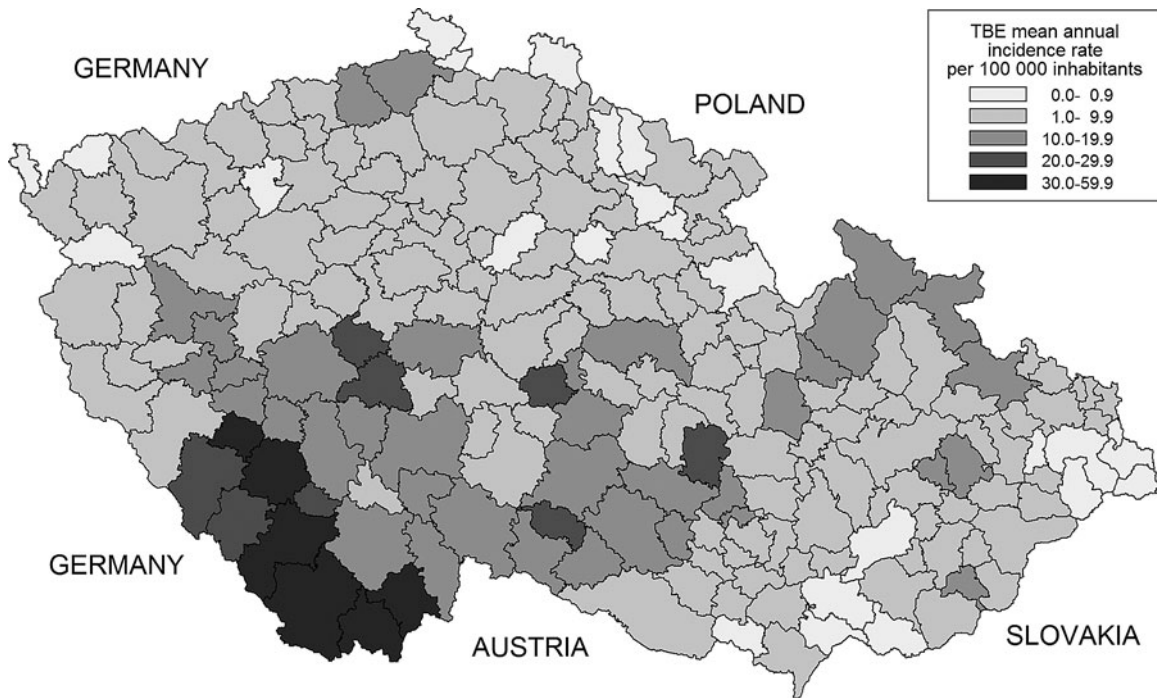 GERMANY
POLAND
TBE mean annual
incidence rate
per 100 000 inhabitants
0.0- 0.9
1.0- 9.9
10.0-19.9
20.0-29.9
30.0-59.9
GERMANY
AUSTRIA
SLOVAKIA